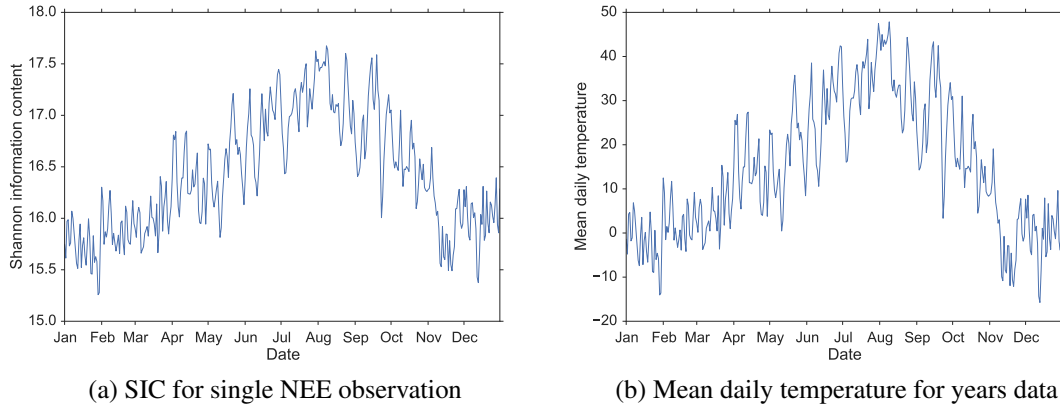 18.0
17.5
17.0
16.5
16.0
15.5
15.0
Shannon information content
Jan Feb Mar Apr May Jun Jul Aug Sep Oct Nov Dec
Date
(a) SIC for single NEE observation
50
40
30
20
10
0
−10
−20
Mean daily temperature
Jan Feb Mar Apr May Jun Jul Aug Sep Oct Nov Dec
Date
(b) Mean daily temperature for years data